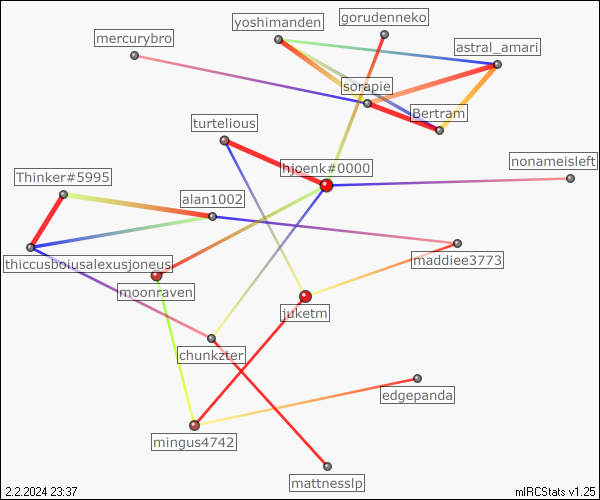 gorudenneko
yoshimanden
mercurybro
astral_amari
sorapie
Bertram
turtelious
hjoenk#0000
nonameisleft
Thinker#5995
alan1002
maddiee3773
thiccusboiusalexusjoneus
moonraven
juketm
chunkzter
edgepanda
mingus4742
mattnesslp
2.2.2024 23:37
mIRCStats v1.25